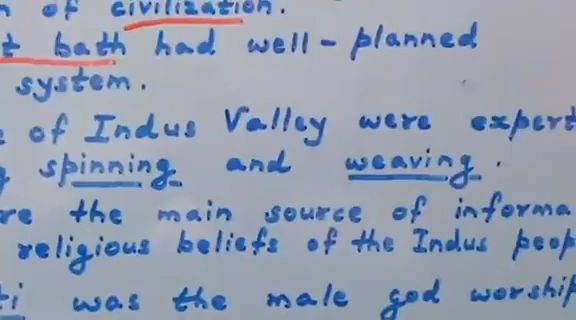 of civilization.
bath had well-planned
system.
of Indus Valley were expert
spinning and weaving.
the main source of informa
religious beliefs of the Indus peop
was the male god worship